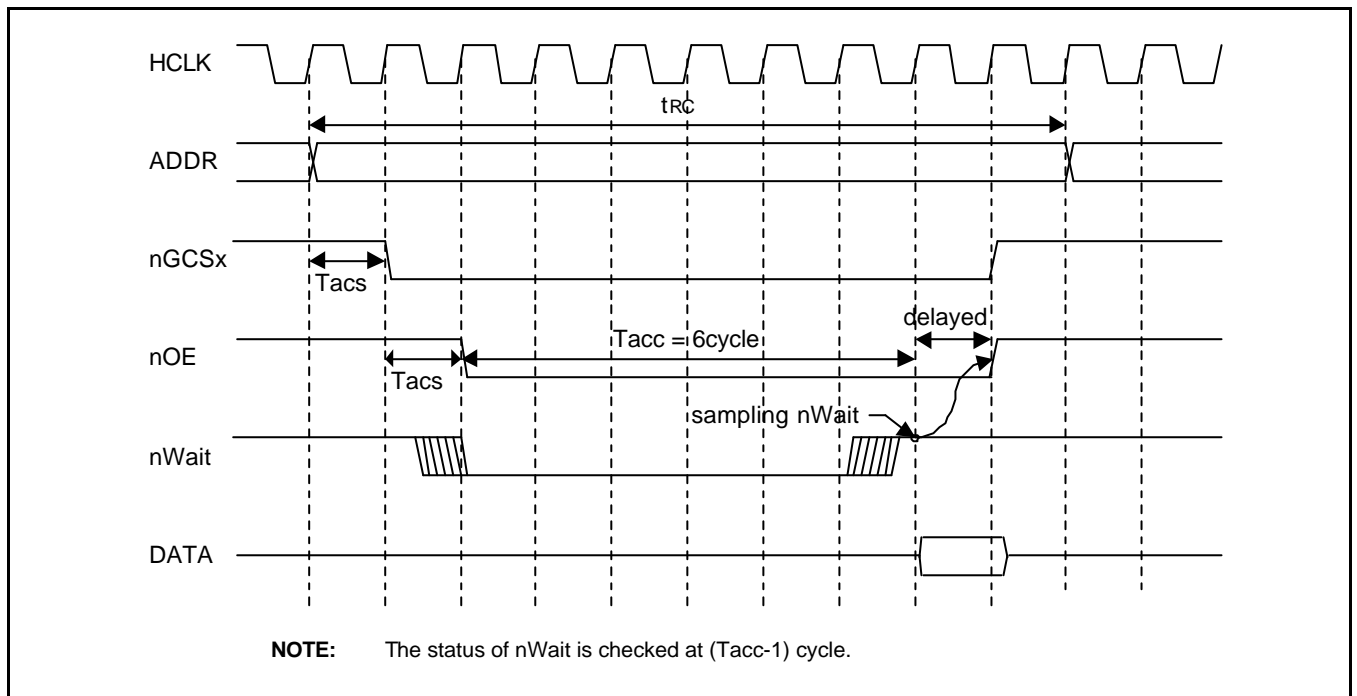 HCLK
tRC
ADDR
nGCSx
Tacs
delayed
Tacc = 6cycle
nOE
Tacs
sampling nWait
nWait
DATA
NOTE: The status of nWait is checked at (Tacc-1) cycle.